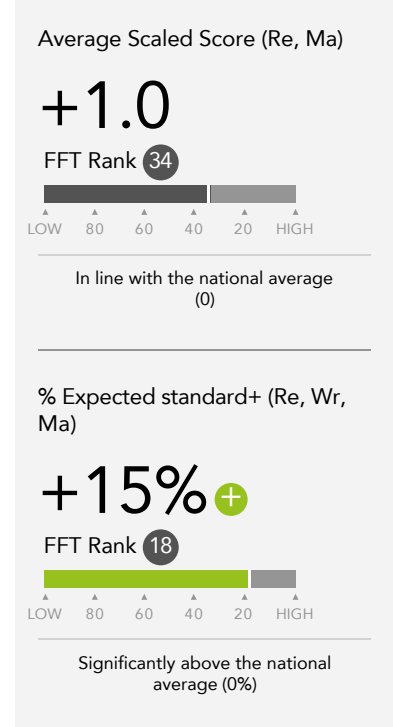 Average Scaled Score (Re, Ma)
+1.0
FFT Rank 34
LOW 80 60 40 20 HIGH
In line with the national average
(0)
% Expected standard+ (Re, Wr,
Ma)
+15% +
FFT Rank 18
LOW 80 60 40 20 HIGH
Significantly above the national
average (0%)